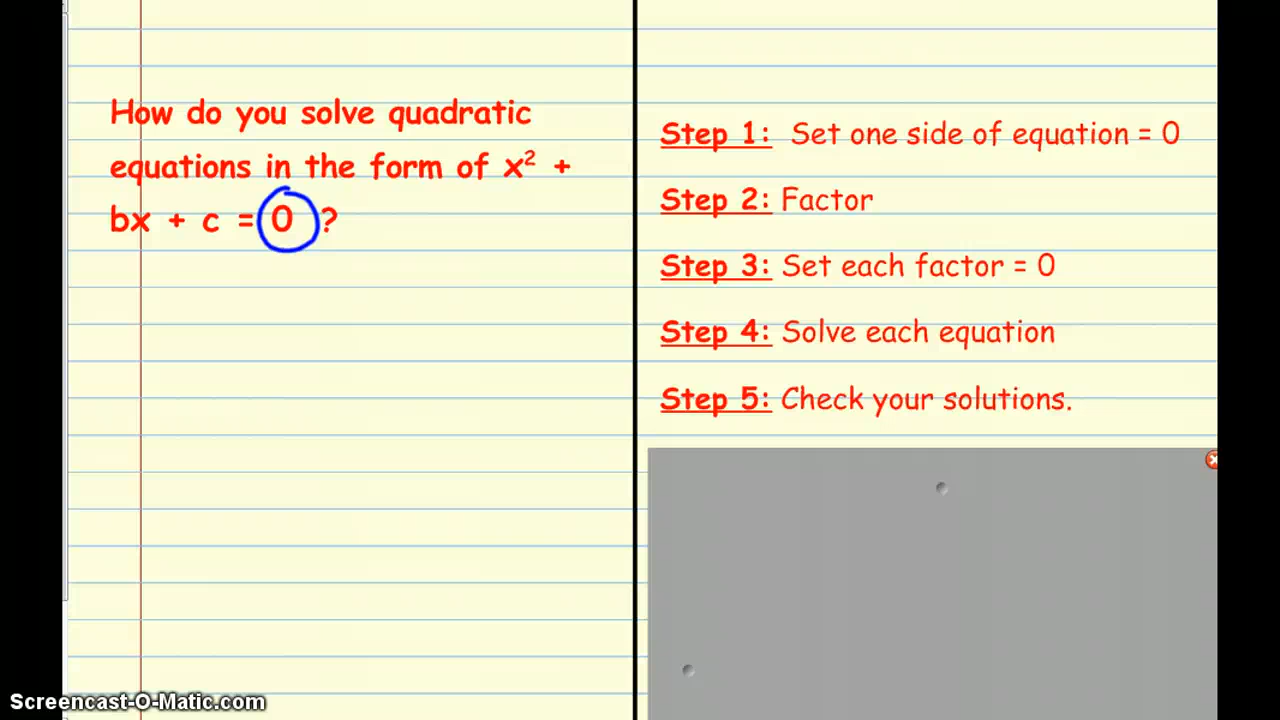 How do you solve quadratic
equations in the form of x² +
bx + c = 0 ?
Step 1: Set one side of equation = 0
Step 2: Factor
Step 3: Set each factor = 0
Step 4: Solve each equation
Step 5: Check your solutions.
Screencast-O-Matic.com